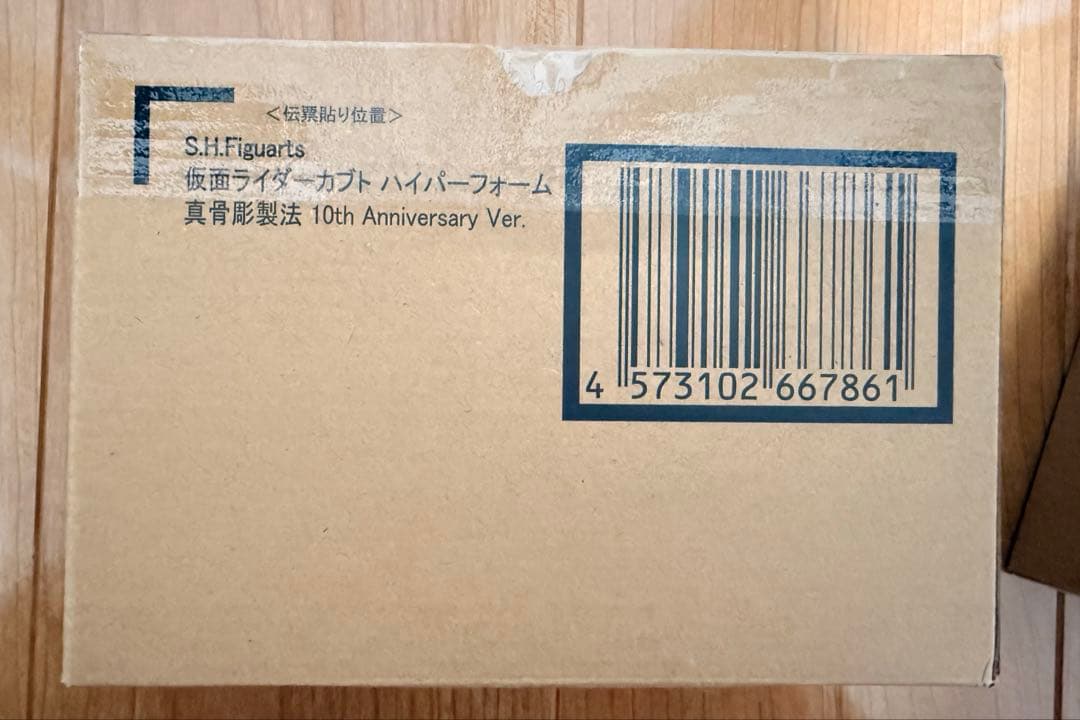 <伝票貼り位置>
S.H.Figuarts
仮面ライダーカブト ハイパーフォーム
真骨彫製法 10th Anniversary Ver.
4 573102 667861